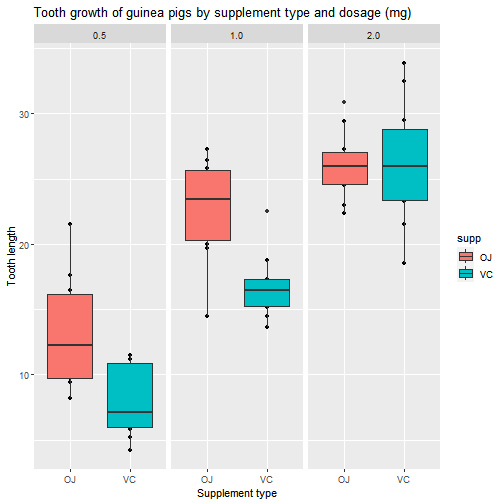 Tooth growth of guinea pigs by supplement type and dosage (mg)
0.5 1.0 2.0
30
20
10
Tooth length
OJ VC OJ VC OJ VC
Supplement type
supp
OJ
VC